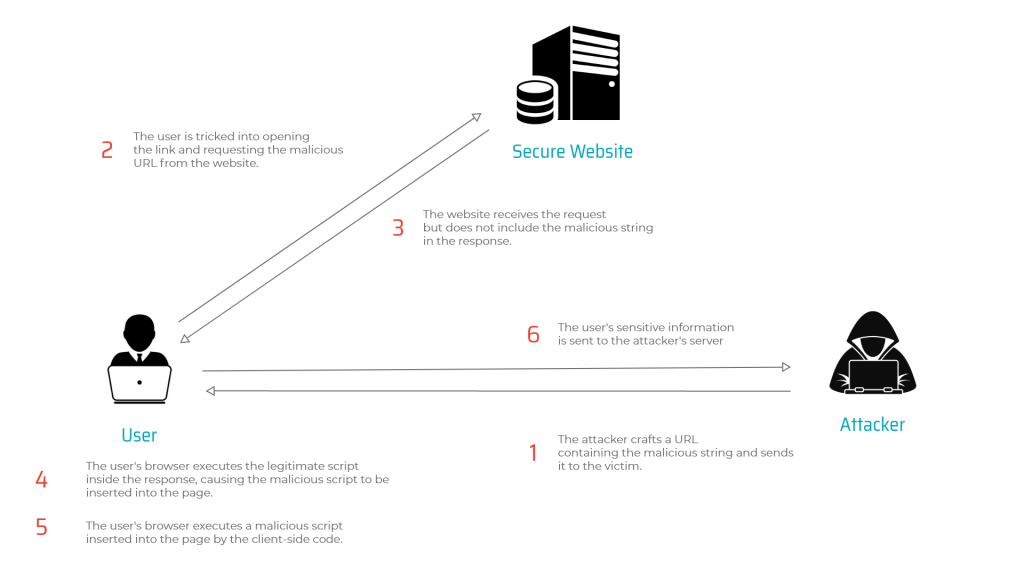 Secure Website
2
The user is tricked into opening
the link and requesting the malicious
URL from the website.
3
The website receives the request
but does not include the malicious string
in the response.
6
The user's sensitive information
is sent to the attacker's server
User
Attacker
1
The attacker crafts a URL
containing the malicious string and sends
it to the victim.
4
The user's browser executes the legitimate script
inside the response, causing the malicious script to be
inserted into the page.
5
The user's browser executes a malicious script
inserted into the page by the client-side code.